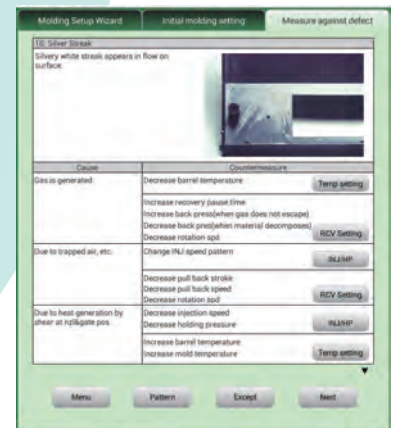 Molding Setup Wizard
Initial molding setting
Measure against defect
10. Silver Streak
Silvery white streak appears in flow on
surface.
Cause
Countermeasure
Gas is generated
Decrease barrel temperature
Temp setting
Increase recovery pause time
Increase back press(when gas does not escape)
Decrease back pres(when material decomposes)
Decrease rotation spd
RCV Setting
Due to trapped air, etc.
Change INJ speed pattern
INJ/HP
Decrease pull back stroke
Decrease pull back speed
Decrease rotation spd
RCV Setting
Due to heat generation by
shear at nzl&gate pos.
Decrease injection speed
Decrease holding pressure
INJ/HP
Increase barrel temperature
Increase mold temperature
Temp setting
Menu
Pattern
Except
Next